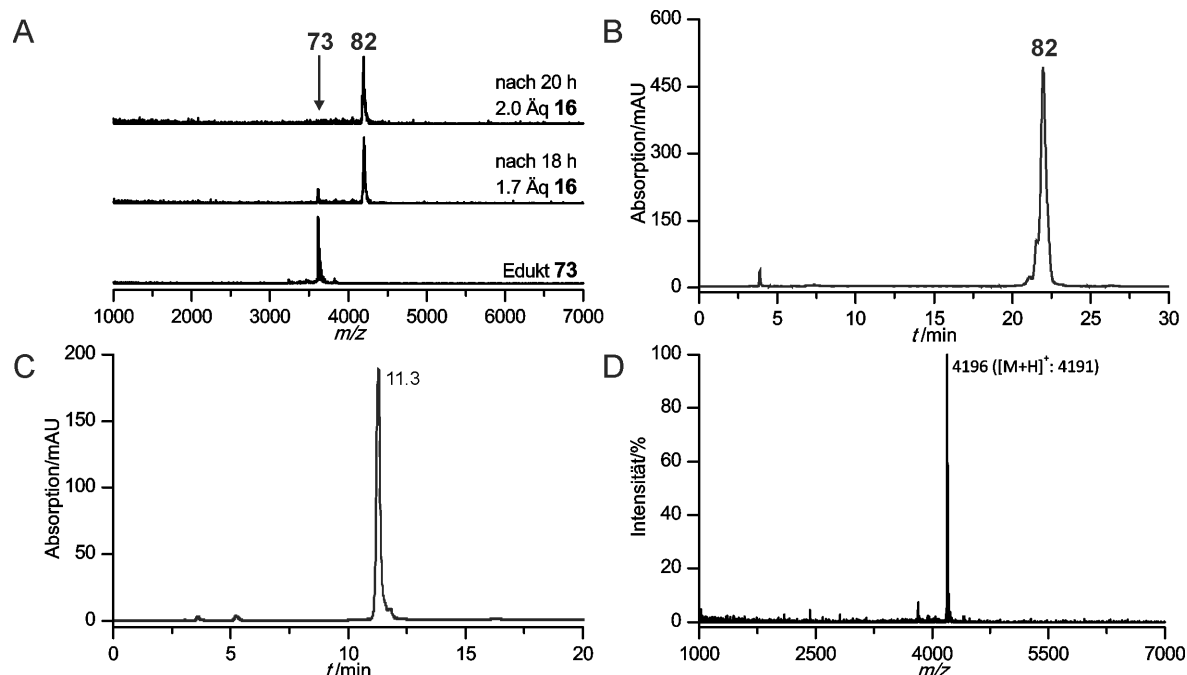 A
73 82
nach 20 h
2.0 Äq 16
nach 18 h
1.7 Äq 16
Edukt 73
1000 2000 3000 4000 5000 6000 7000
m/z
B
600
450
300
150
0
Absorption/mAU
82
0 5 10 15 20 25 30
t/min
C
200
150
100
50
0
Absorption/mAU
11.3
0 5 10 15 20
t/min
D
100
80
60
40
20
0
Intensität/%
4196 ([M+H]+: 4191)
1000 2500 4000 5500 7000
m/z